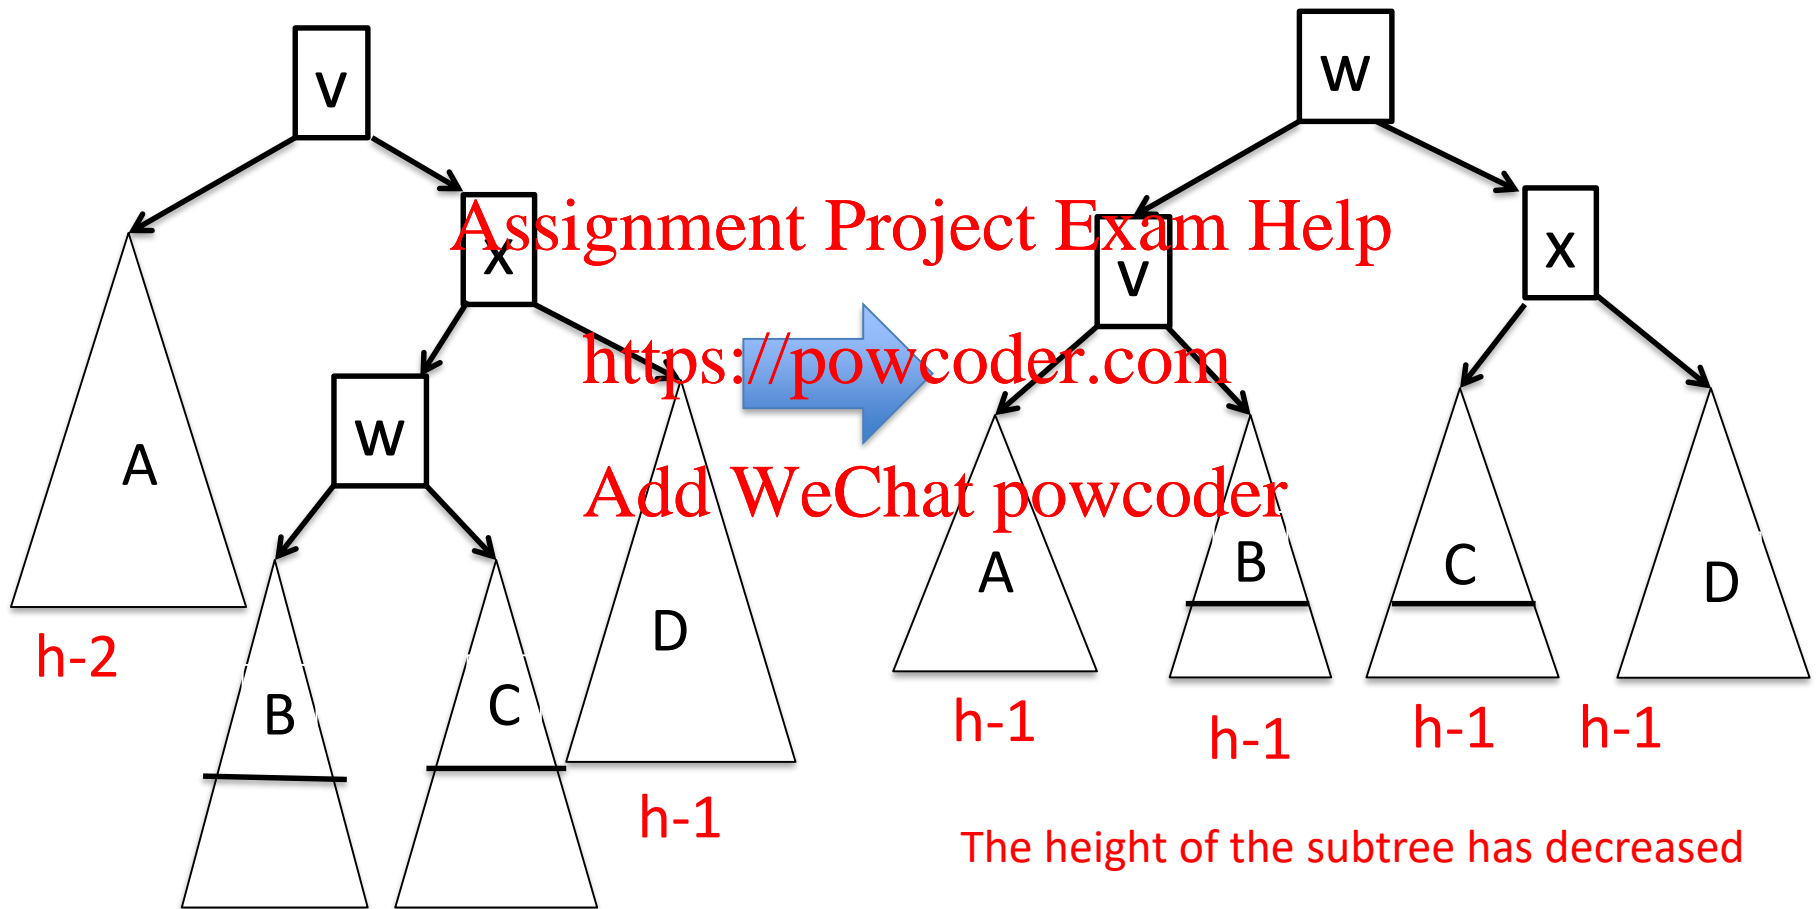 v
w
x
Assignment Project Exam Help
x
v
https://powcoder.com
w
A
Add WeChat powcoder
B
C
A
D
D
h-2
B
C
h-1
h-1
h-1
h-1
h-1
The height of the subtree has decreased